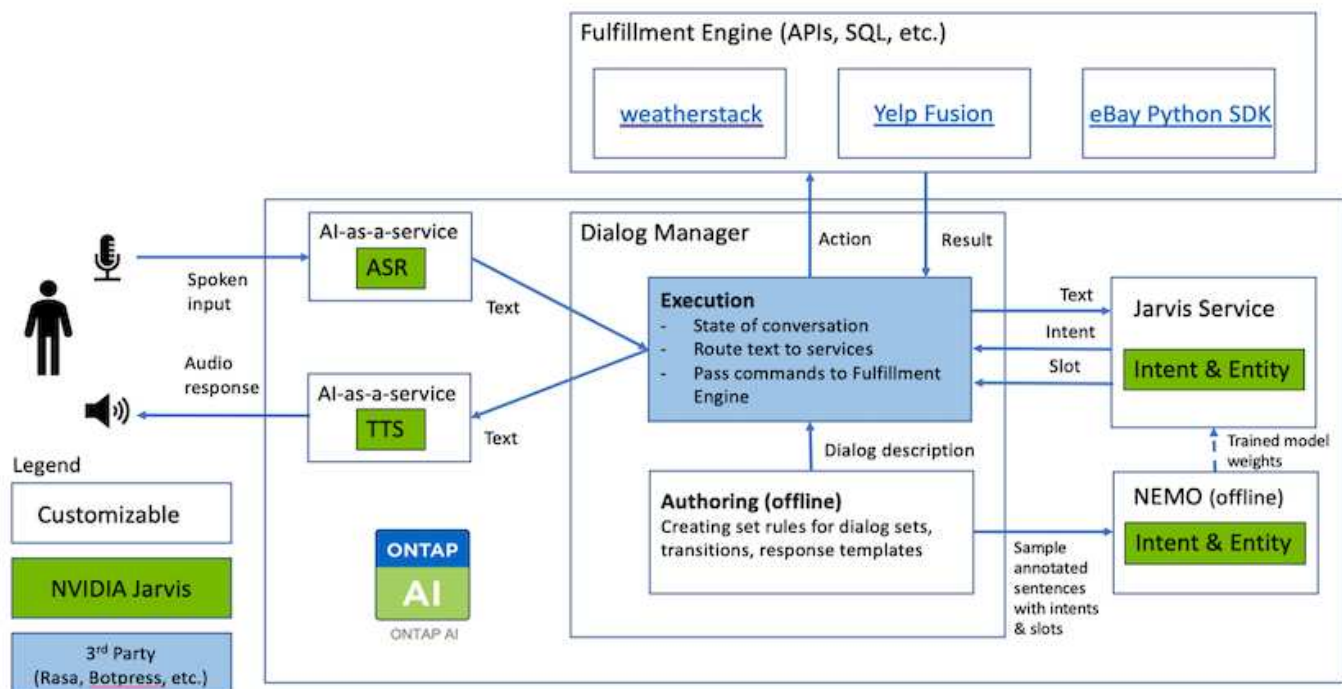 Fulfillment Engine (APIs, SQL, etc.)
weatherstack
Yelp Fusion
eBay Python SDK
AI-as-a-service
ASR
Spoken
input
Text
Dialog Manager
Action
Result
Execution
- State of conversation
- Route text to services
- Pass commands to Fulfillment
Engine
Text
Intent
Slot
Jarvis Service
Intent & Entity
Audio
response
AI-as-a-service
TTS
Text
Dialog description
Trained model
weights
Authoring (offline)
Creating set rules for dialog sets,
transitions, response templates
Sample
annotated
sentences
with intents
& slots
NEMO (offline)
Intent & Entity
Legend
Customizable
NVIDIA Jarvis
3rd Party
(Rasa, Botpress, etc.)
ONTAP
AI
ONTAP AI